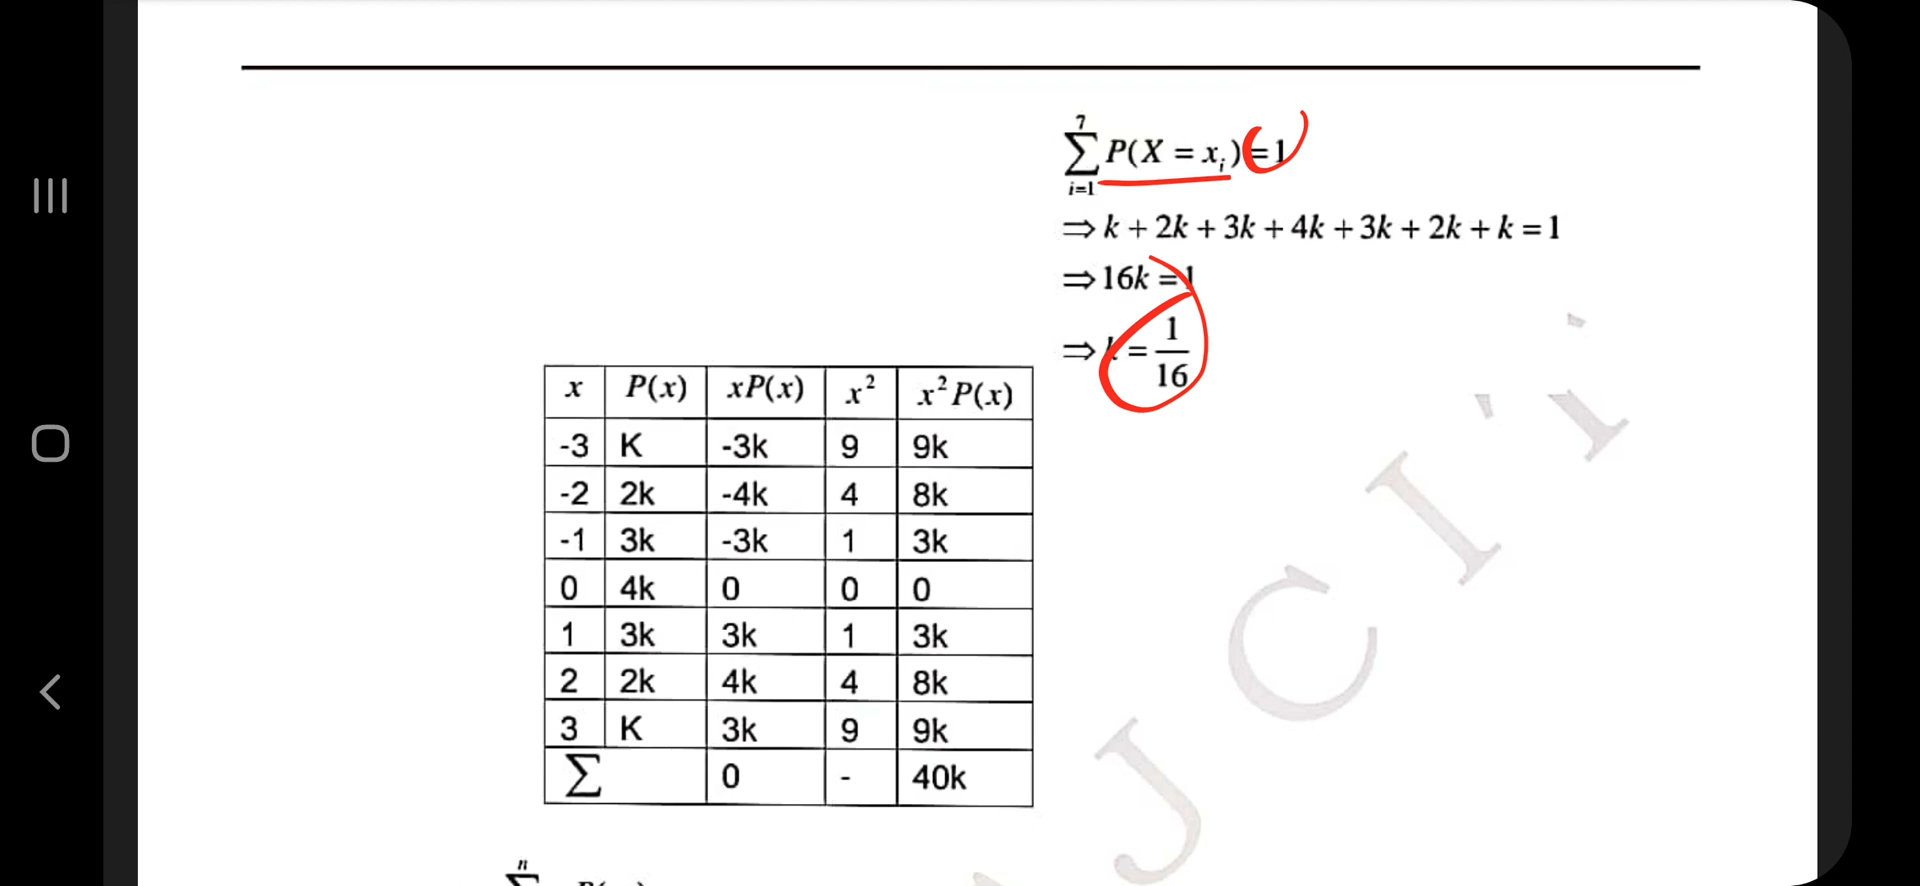 ∑_{i=1}^{7} P(X = x_i) = 1
⇒ k + 2k + 3k + 4k + 3k + 2k + k = 1
⇒ 16k = 1
⇒ k = 1/16
x P(x) xP(x) x² x²P(x)
-3 K -3k 9 9k
-2 2k -4k 4 8k
-1 3k -3k 1 3k
0 4k 0 0 0
1 3k 3k 1 3k
2 2k 4k 4 8k
3 K 3k 9 9k
∑ 0 - 40k
J C I